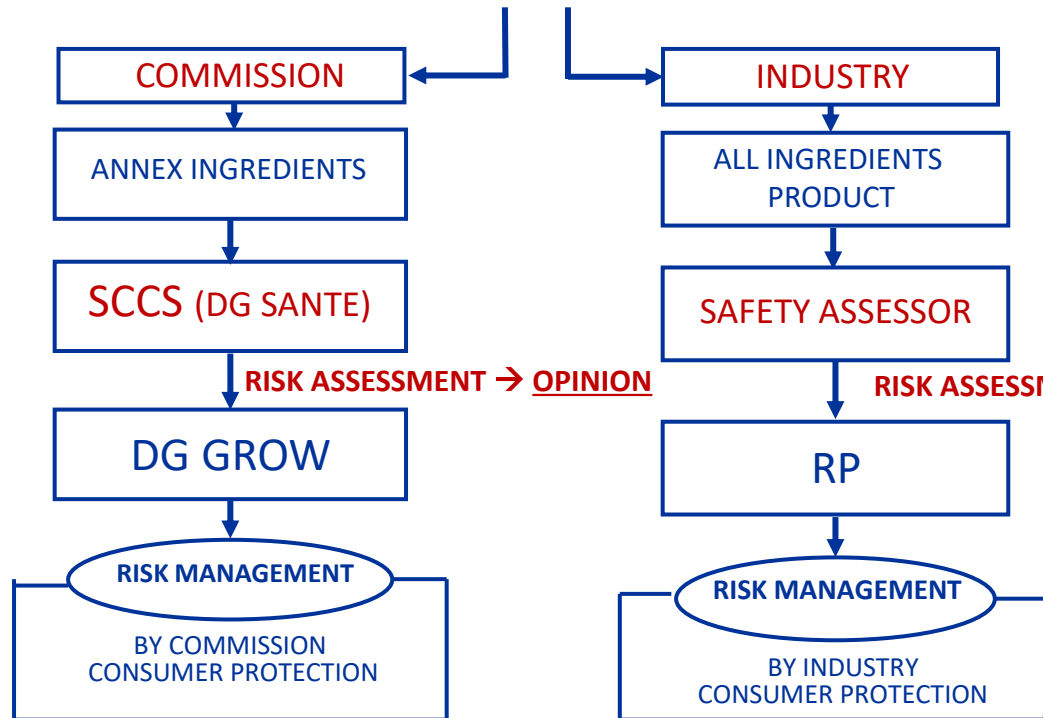 COMMISSION
ANNEX INGREDIENTS
SCCS (DG SANTE)
RISK ASSESSMENT → OPINION
DG GROW
RISK MANAGEMENT
BY COMMISSION
CONSUMER PROTECTION
INDUSTRY
ALL INGREDIENTS
PRODUCT
SAFETY ASSESSOR
RISK
RP
RISK MANAGEMENT
BY INDUSTRY
CONSUMER PROTECTION